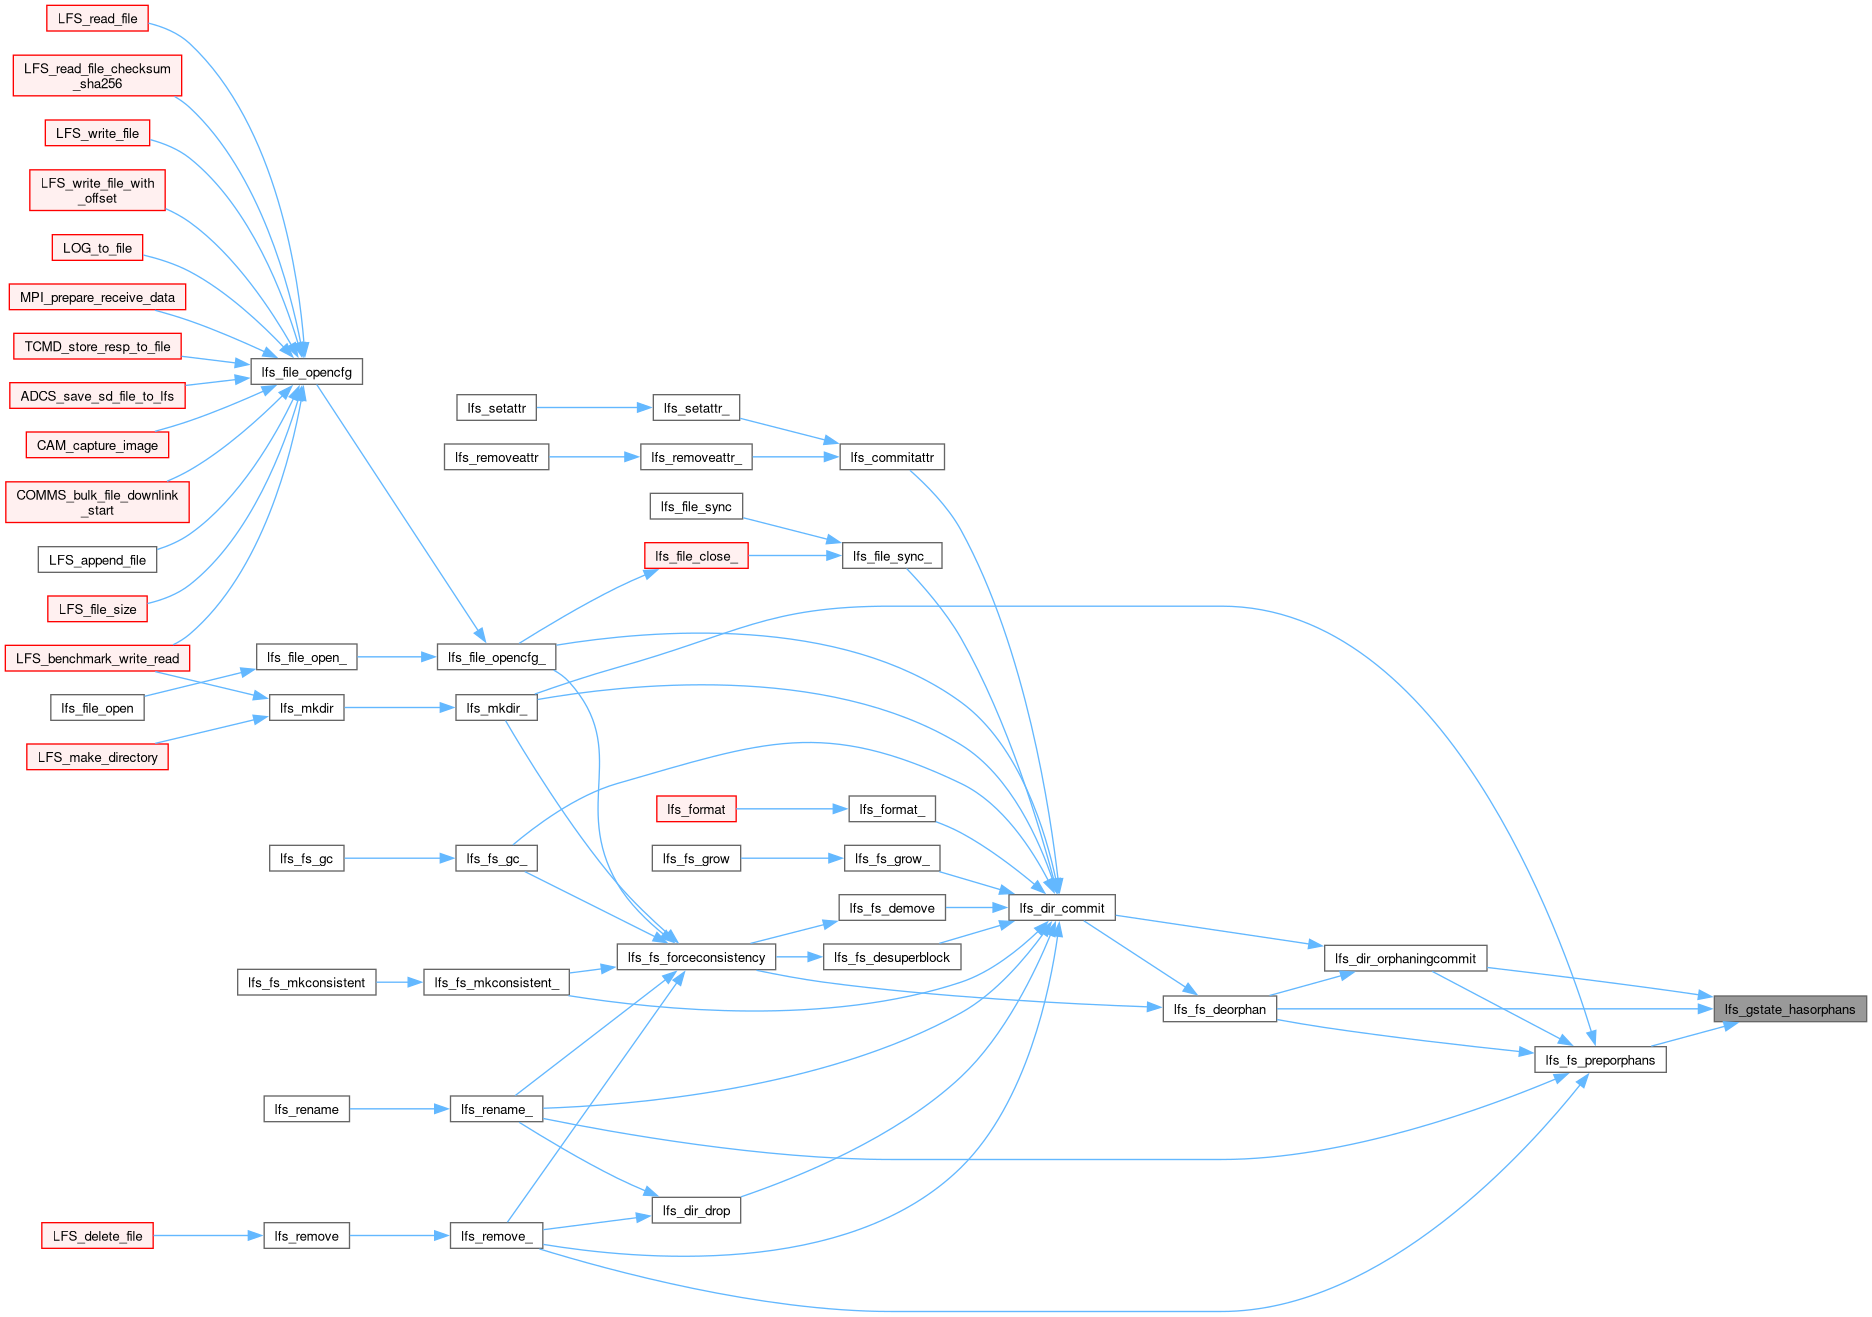 LFS_read_file
LFS_read_file_checksum
_sha256
LFS_write_file
LFS_write_file_with
_offset
LOG_to_file
MPI_prepare_receive_data
TCMD_store_resp_to_file
ADCS_save_sd_file_to_lfs
CAM_capture_image
COMMS_bulk_file_downlink
_start
LFS_append_file
LFS_file_size
LFS_benchmark_write_read
lfs_file_open
LFS_make_directory
LFS_delete_file
lfs_file_opencfg
lfs_file_open_
lfs_mkdir
lfs_fs_gc
lfs_fs_mkconsistent
lfs_rename
lfs_remove
lfs_setattr
lfs_removeattr
lfs_file_opencfg_
lfs_mkdir_
lfs_fs_gc_
lfs_fs_mkconsistent_
lfs_rename_
lfs_remove_
lfs_setattr_
lfs_removeattr_
lfs_file_sync
lfs_file_close_
lfs_format
lfs_fs_grow
lfs_fs_forceconsistency
lfs_dir_drop
lfs_commitattr
lfs_file_sync_
lfs_format_
lfs_fs_grow_
lfs_fs_demove
lfs_fs_desuperblock
lfs_dir_commit
lfs_fs_deorphan
lfs_dir_orphaningcommit
lfs_fs_preporphans
lfs_gstate_hasorphans